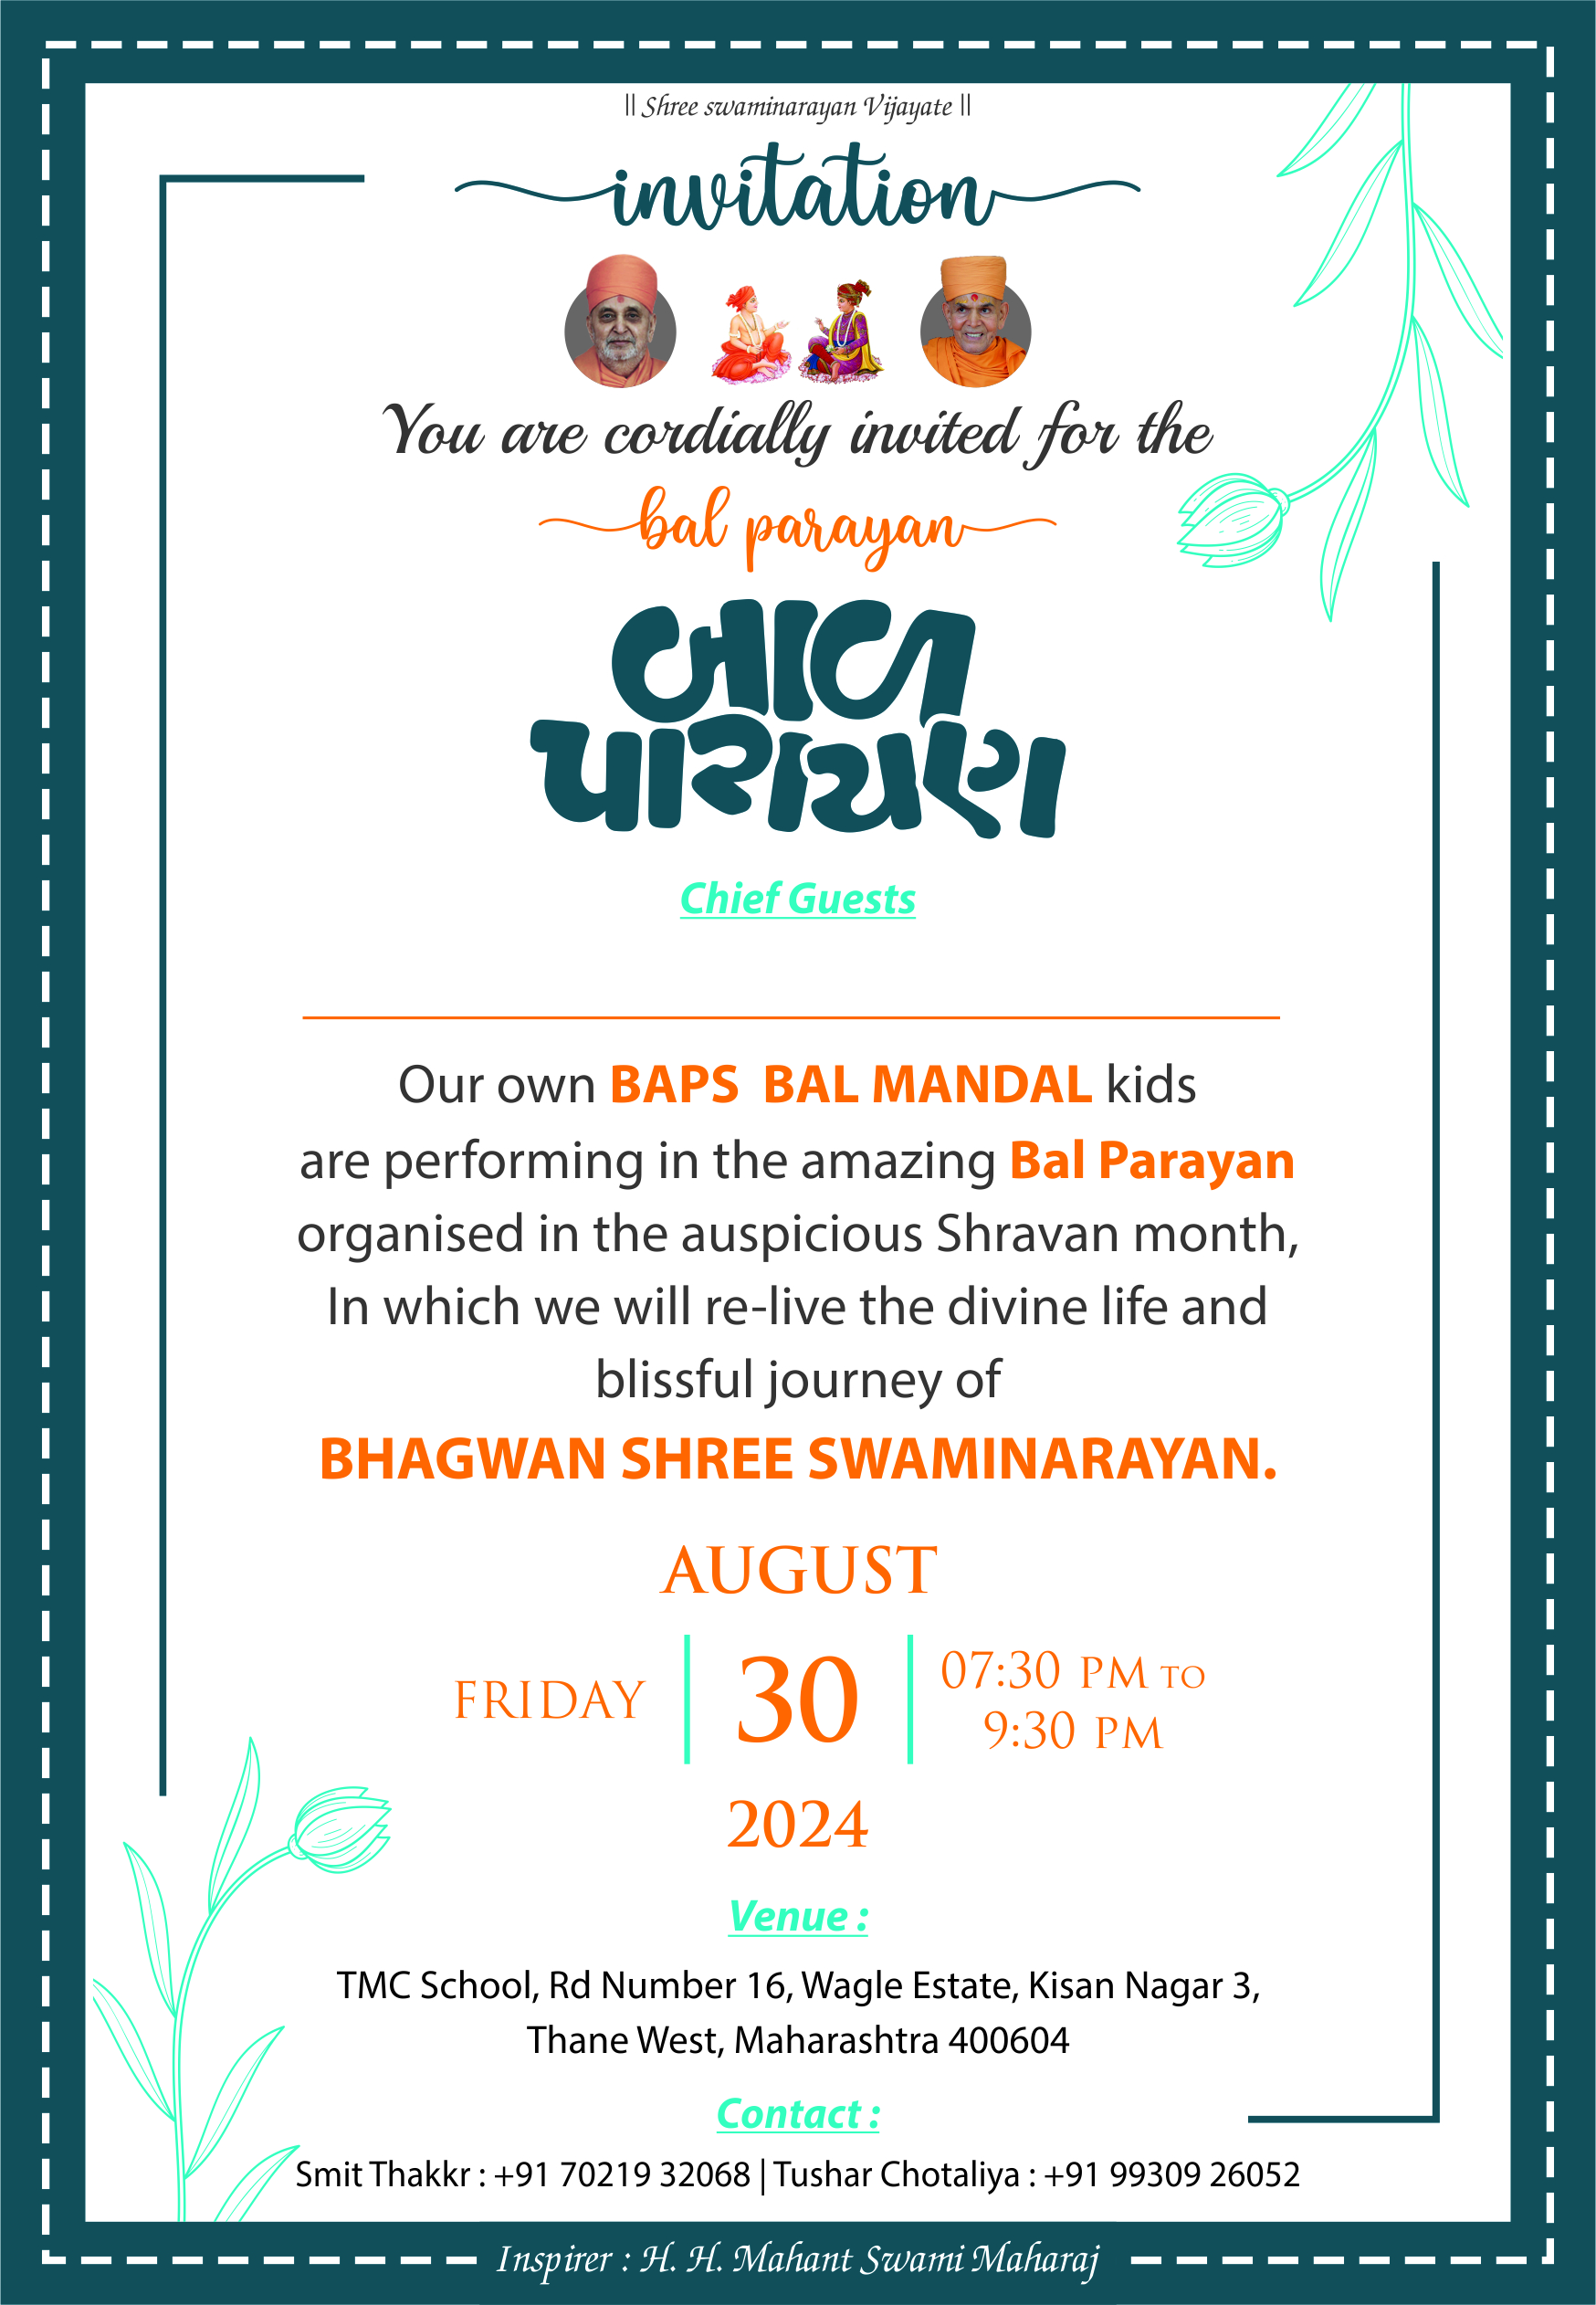 || Shree swaminarayan Vijayate ||
invitation
You are cordially invited for the
bal parayan
બાળ
પારાયણ
Chief Guests
Our own BAPS BAL MANDAL kids
are performing in the amazing Bal Parayan
organised in the auspicious Shravan month,
In which we will re-live the divine life and
blissful journey of
BHAGWAN SHREE SWAMINARAYAN.
AUGUST
FRIDAY | 30 | 07:30 PM TO
9:30 PM
2024
Venue :
TMC School, Rd Number 16, Wagle Estate, Kisan Nagar 3,
Thane West, Maharashtra 400604
Contact :
Smit Thakkr : +91 70219 32068 | Tushar Chotaliya : +91 99309 26052
Inspirer : H. H. Mahant Swami Maharaj